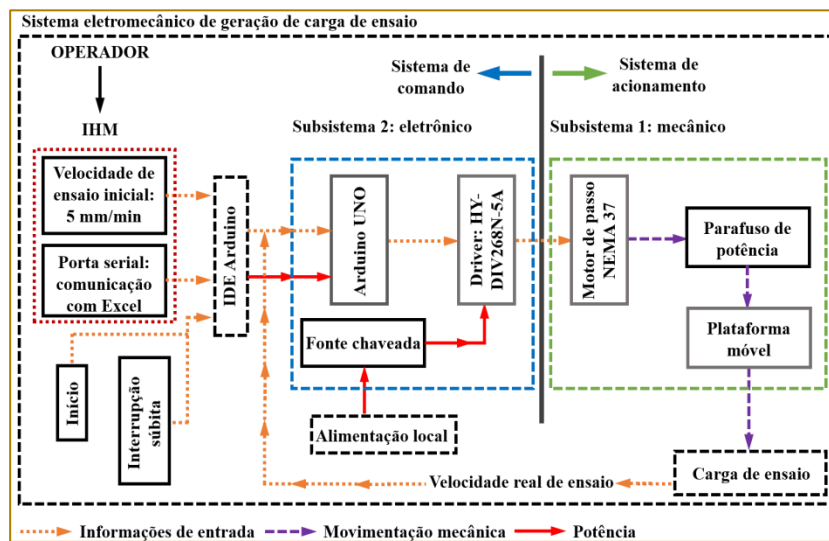 Sistema eletromecânico de geração de carga de ensaio
OPERADOR
IHM
Sistema de
comando
Sistema de
acionamento
Subsistema 2: eletrônico
Subsistema 1: mecânico
Velocidade de
ensaio inicial:
5 mm/min
Porta serial:
comunicação
com Excel
IDE Arduino
Arduino UNO
Driver: HY-
DIV268N-5A
Motor de passo
NEMA 37
Parafuso de
potência
Plataforma
móvel
Fonte chaveada
Início
Interrupção
súbita
Alimentação local
Velocidade real de ensaio
Carga de ensaio
Informações de entrada
Movimentação mecânica
Potência